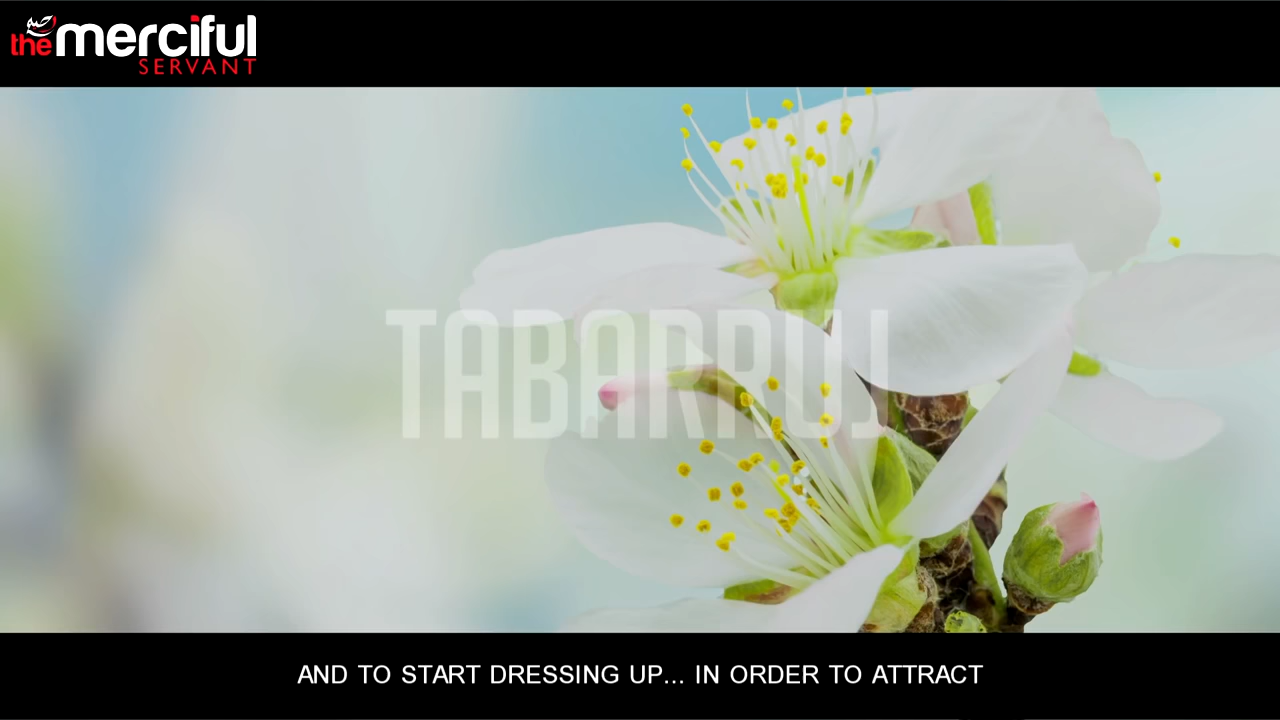 the merciful
SERVANT
TABARRUJ
AND TO START DRESSING UP... IN ORDER TO ATTRACT